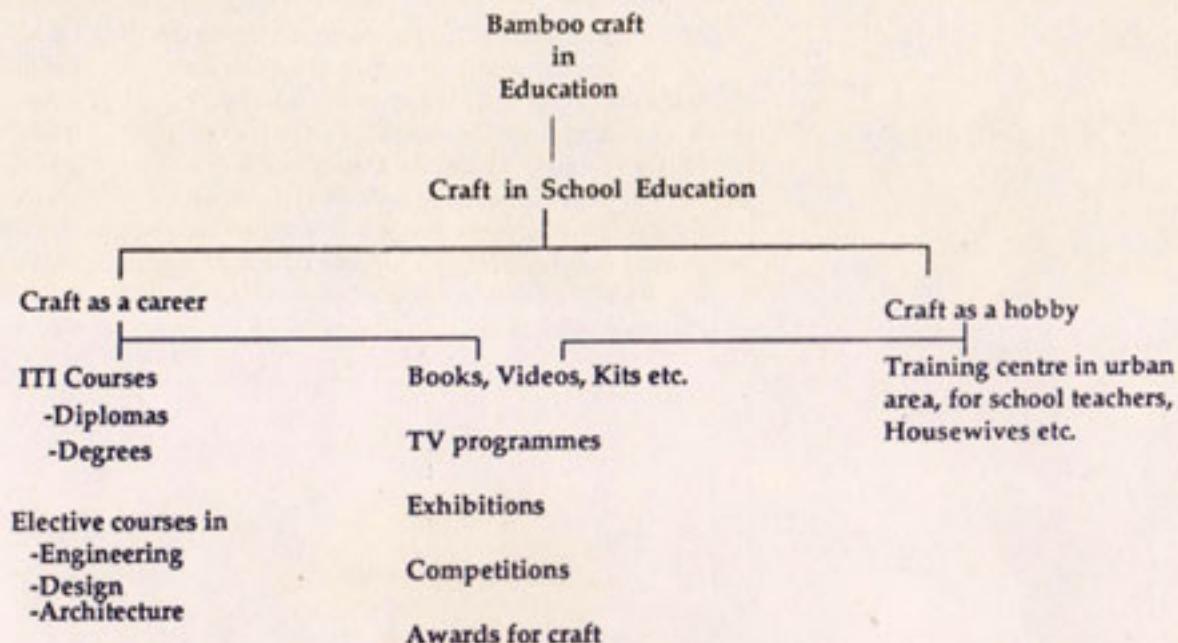 Bamboo craft
in
Education
Craft in School Education
Craft as a career
Craft as a hobby
ITI Courses
-Diplomas
-Degrees
Elective courses in
-Engineering
-Design
-Architecture
Books, Videos, Kits etc.
TV programmes
Exhibitions
Competitions
Awards for craft
Training centre in urban
area, for school teachers,
Housewives etc.